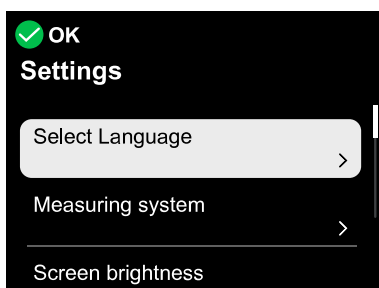 OK
Settings
Select Language
Measuring system
Screen brightness